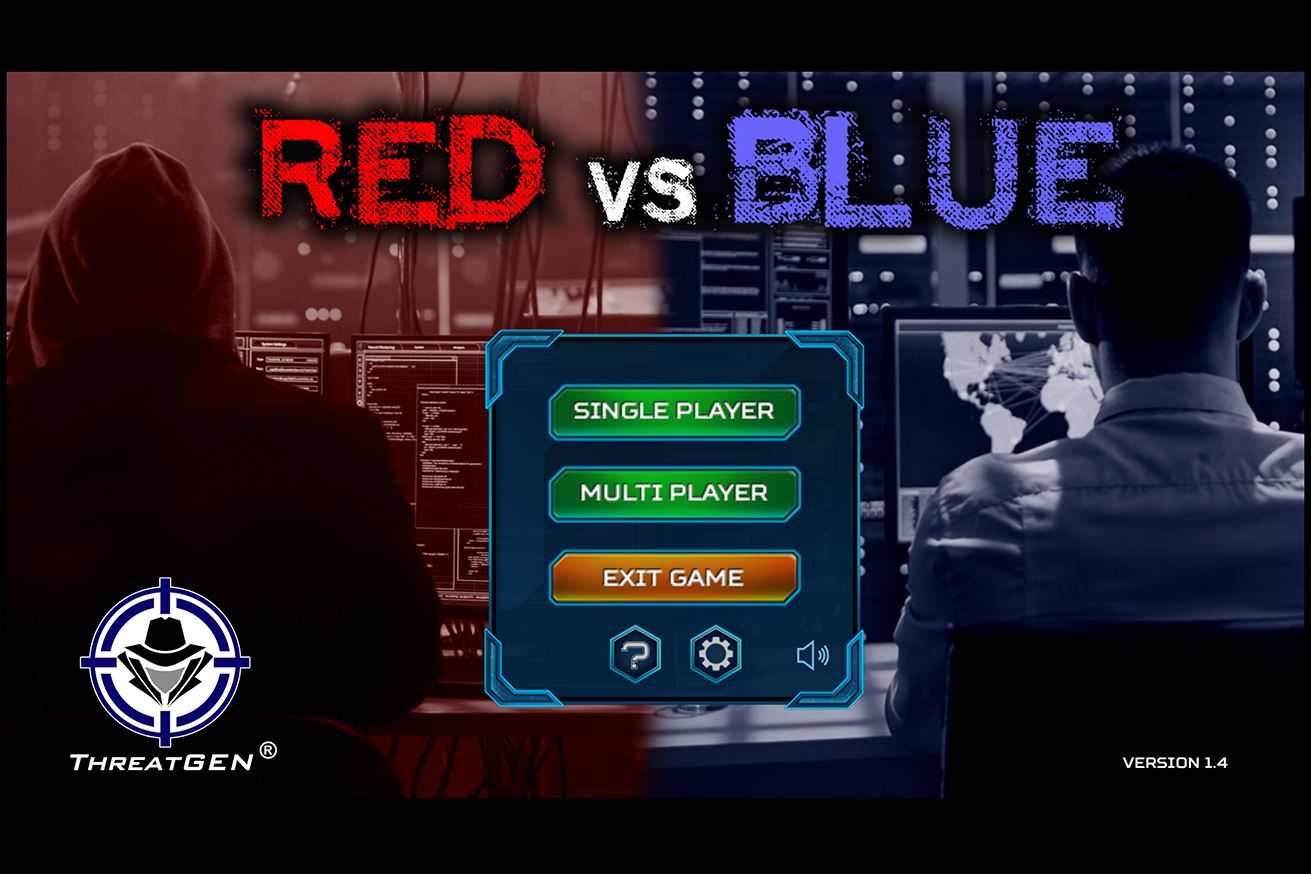 RED VS BLUE
SINGLE PLAYER
MULTI PLAYER
EXIT GAME
?
THREATGEN®
VERSION 1.4